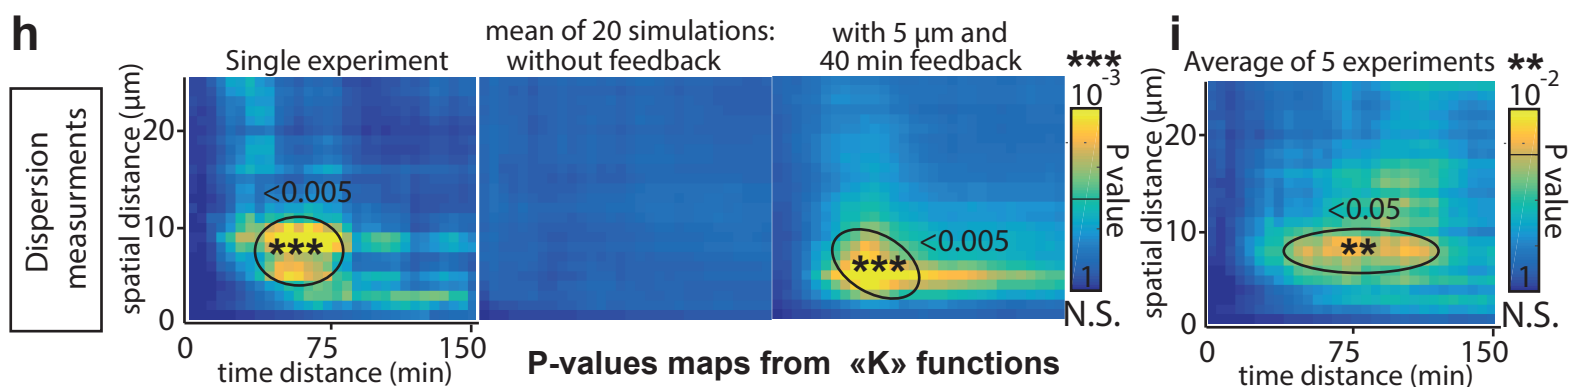 h
Dispersion
measurments
Single experiment
mean of 20 simulations:
without feedback
with 5 µm and
40 min feedback
***
10-3
P value
1
N.S.
spatial distance (µm)
20
10
0
<0.005
***
<0.005
***
0
75
150
time distance (min)
P-values maps from «K» functions
i
Average of 5 experiments
**
10-2
P value
1
N.S.
spatial distance (µm)
20
10
0
<0.05
**
0
75
150
time distance (min)